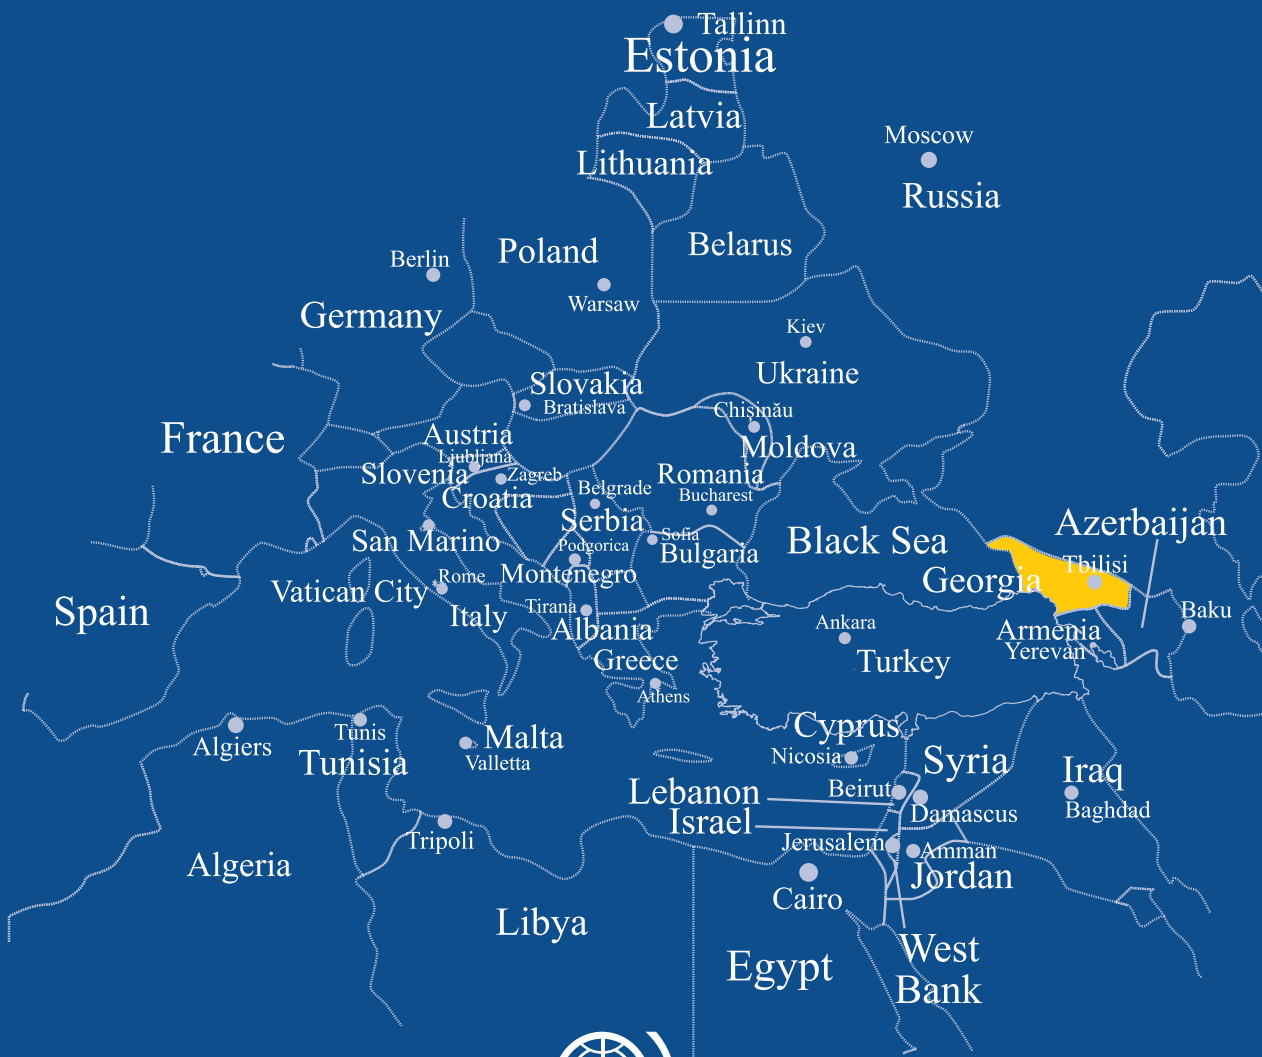 Tallinn
Estonia
Latvia
Moscow
Lithuania
Russia
Belarus
Poland
Berlin
Warsaw
Germany
Kiev
Ukraine
Slovakia
Bratislava
Chișinău
France
Austria
Moldova
Ljubljana
Slovenia
Zagreb
Romania
Croatia
Belgrade
Bucharest
Serbia
Azerbaijan
Sofia
San Marino
Podgorica
Bulgaria
Black Sea
Tbilisi
Montenegro
Georgia
Rome
Vatican City
Tirana
Baku
Spain
Italy
Albania
Ankara
Armenia
Yerevan
Greece
Turkey
Athens
Cyprus
Tunis
Algiers
Malta
Nicosia
Syria
Tunisia
Valletta
Iraq
Lebanon
Beirut
Baghdad
Damascus
Israel
Tripoli
Jerusalem
Amman
Algeria
Jordan
Cairo
Libya
West
Bank
Egypt